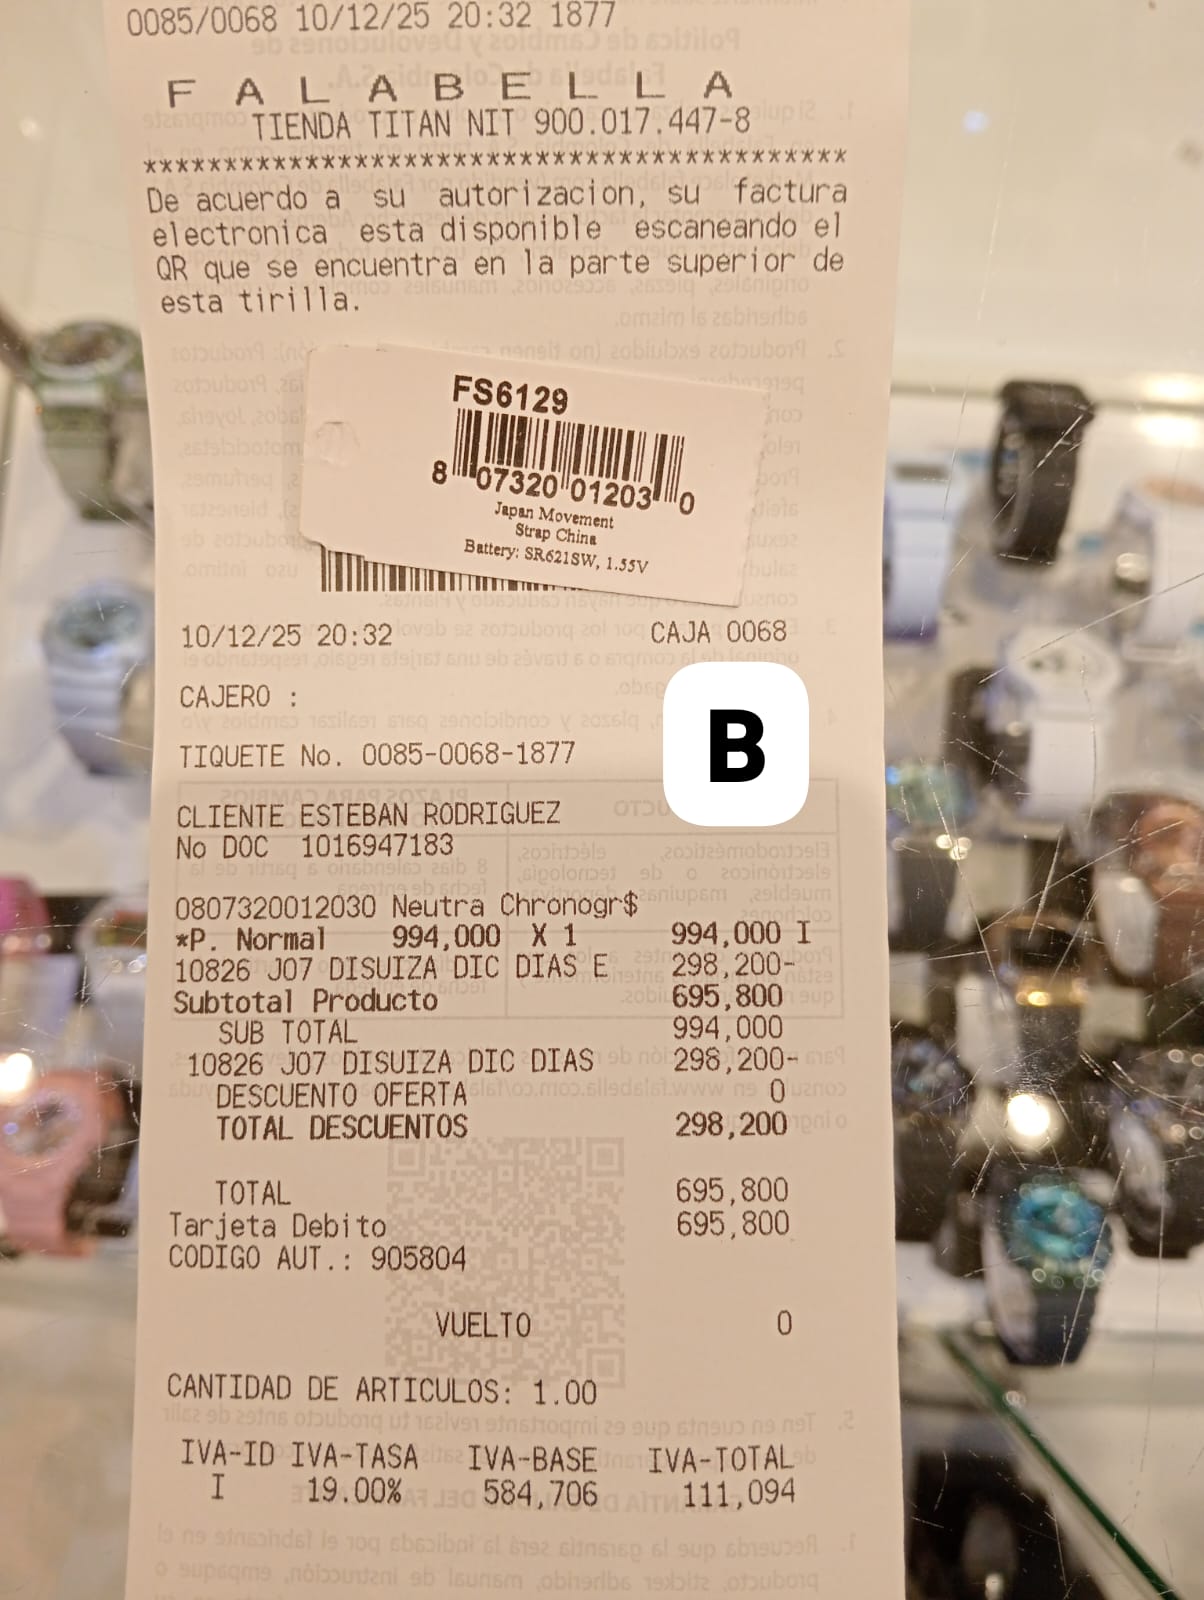 0085/0068 10/12/25 20:32 1877
F A L A B E L L A
TIENDA TITAN NIT 900.017.447-8
********************************************
De acuerdo a su autorizacion, su factura
electronica esta disponible escaneando el
QR que se encuentra en la parte superior de
esta tirilla.
FS6129
8 07320 01203 0
Japan Movement
Strap China
Battery: SR621SW, 1.55V
10/12/25 20:32 CAJA 0068
CAJERO :
B
TIQUETE No. 0085-0068-1877
CLIENTE ESTEBAN RODRIGUEZ
No DOC 1016947183
0807320012030 Neutra Chronogr$
*P. Normal 994,000 X 1 994,000 I
10826 J07 DISUIZA DIC DIAS E 298,200-
Subtotal Producto 695,800
SUB TOTAL 994,000
10826 J07 DISUIZA DIC DIAS 298,200-
DESCUENTO OFERTA 0
TOTAL DESCUENTOS 298,200
TOTAL 695,800
Tarjeta Debito 695,800
CODIGO AUT.: 905804
VUELTO 0
CANTIDAD DE ARTICULOS: 1.00
IVA-ID IVA-TASA IVA-BASE IVA-TOTAL
I 19.00% 584,706 111,094